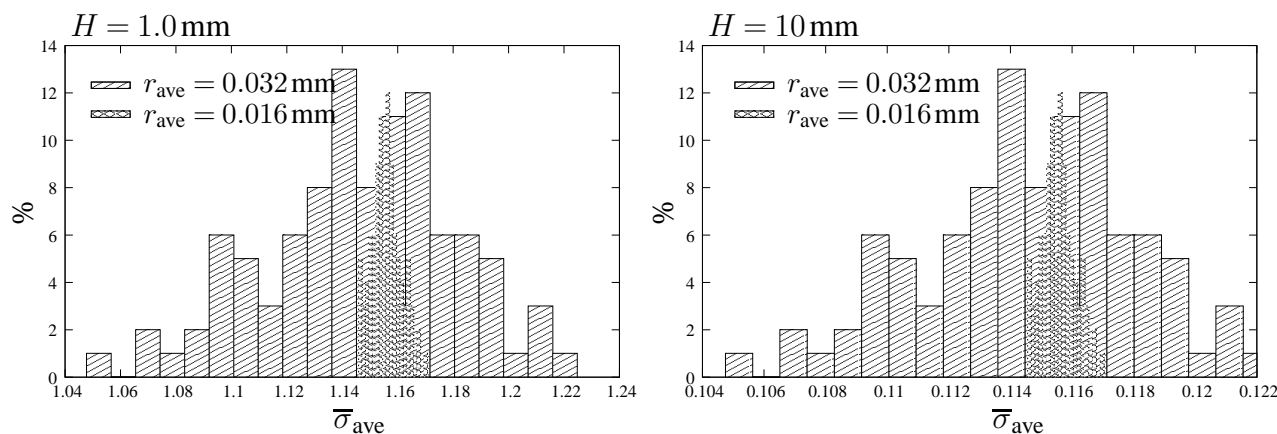 H = 1.0 mm
14
12
10
8
6
4
2
0
%
r_ave = 0.032 mm
r_ave = 0.016 mm
1.04 1.06 1.08 1.1 1.12 1.14 1.16 1.18 1.2 1.22 1.24
σ̅_ave
H = 10 mm
14
12
10
8
6
4
2
0
%
r_ave = 0.032 mm
r_ave = 0.016 mm
0.104 0.106 0.108 0.11 0.112 0.114 0.116 0.118 0.12 0.122
σ̅_ave